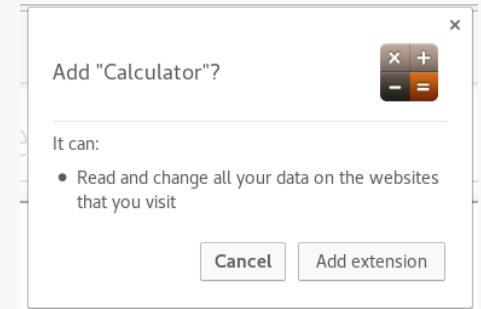 Add "Calculator"?
It can:
Read and change all your data on the websites
that you visit
Cancel Add extension